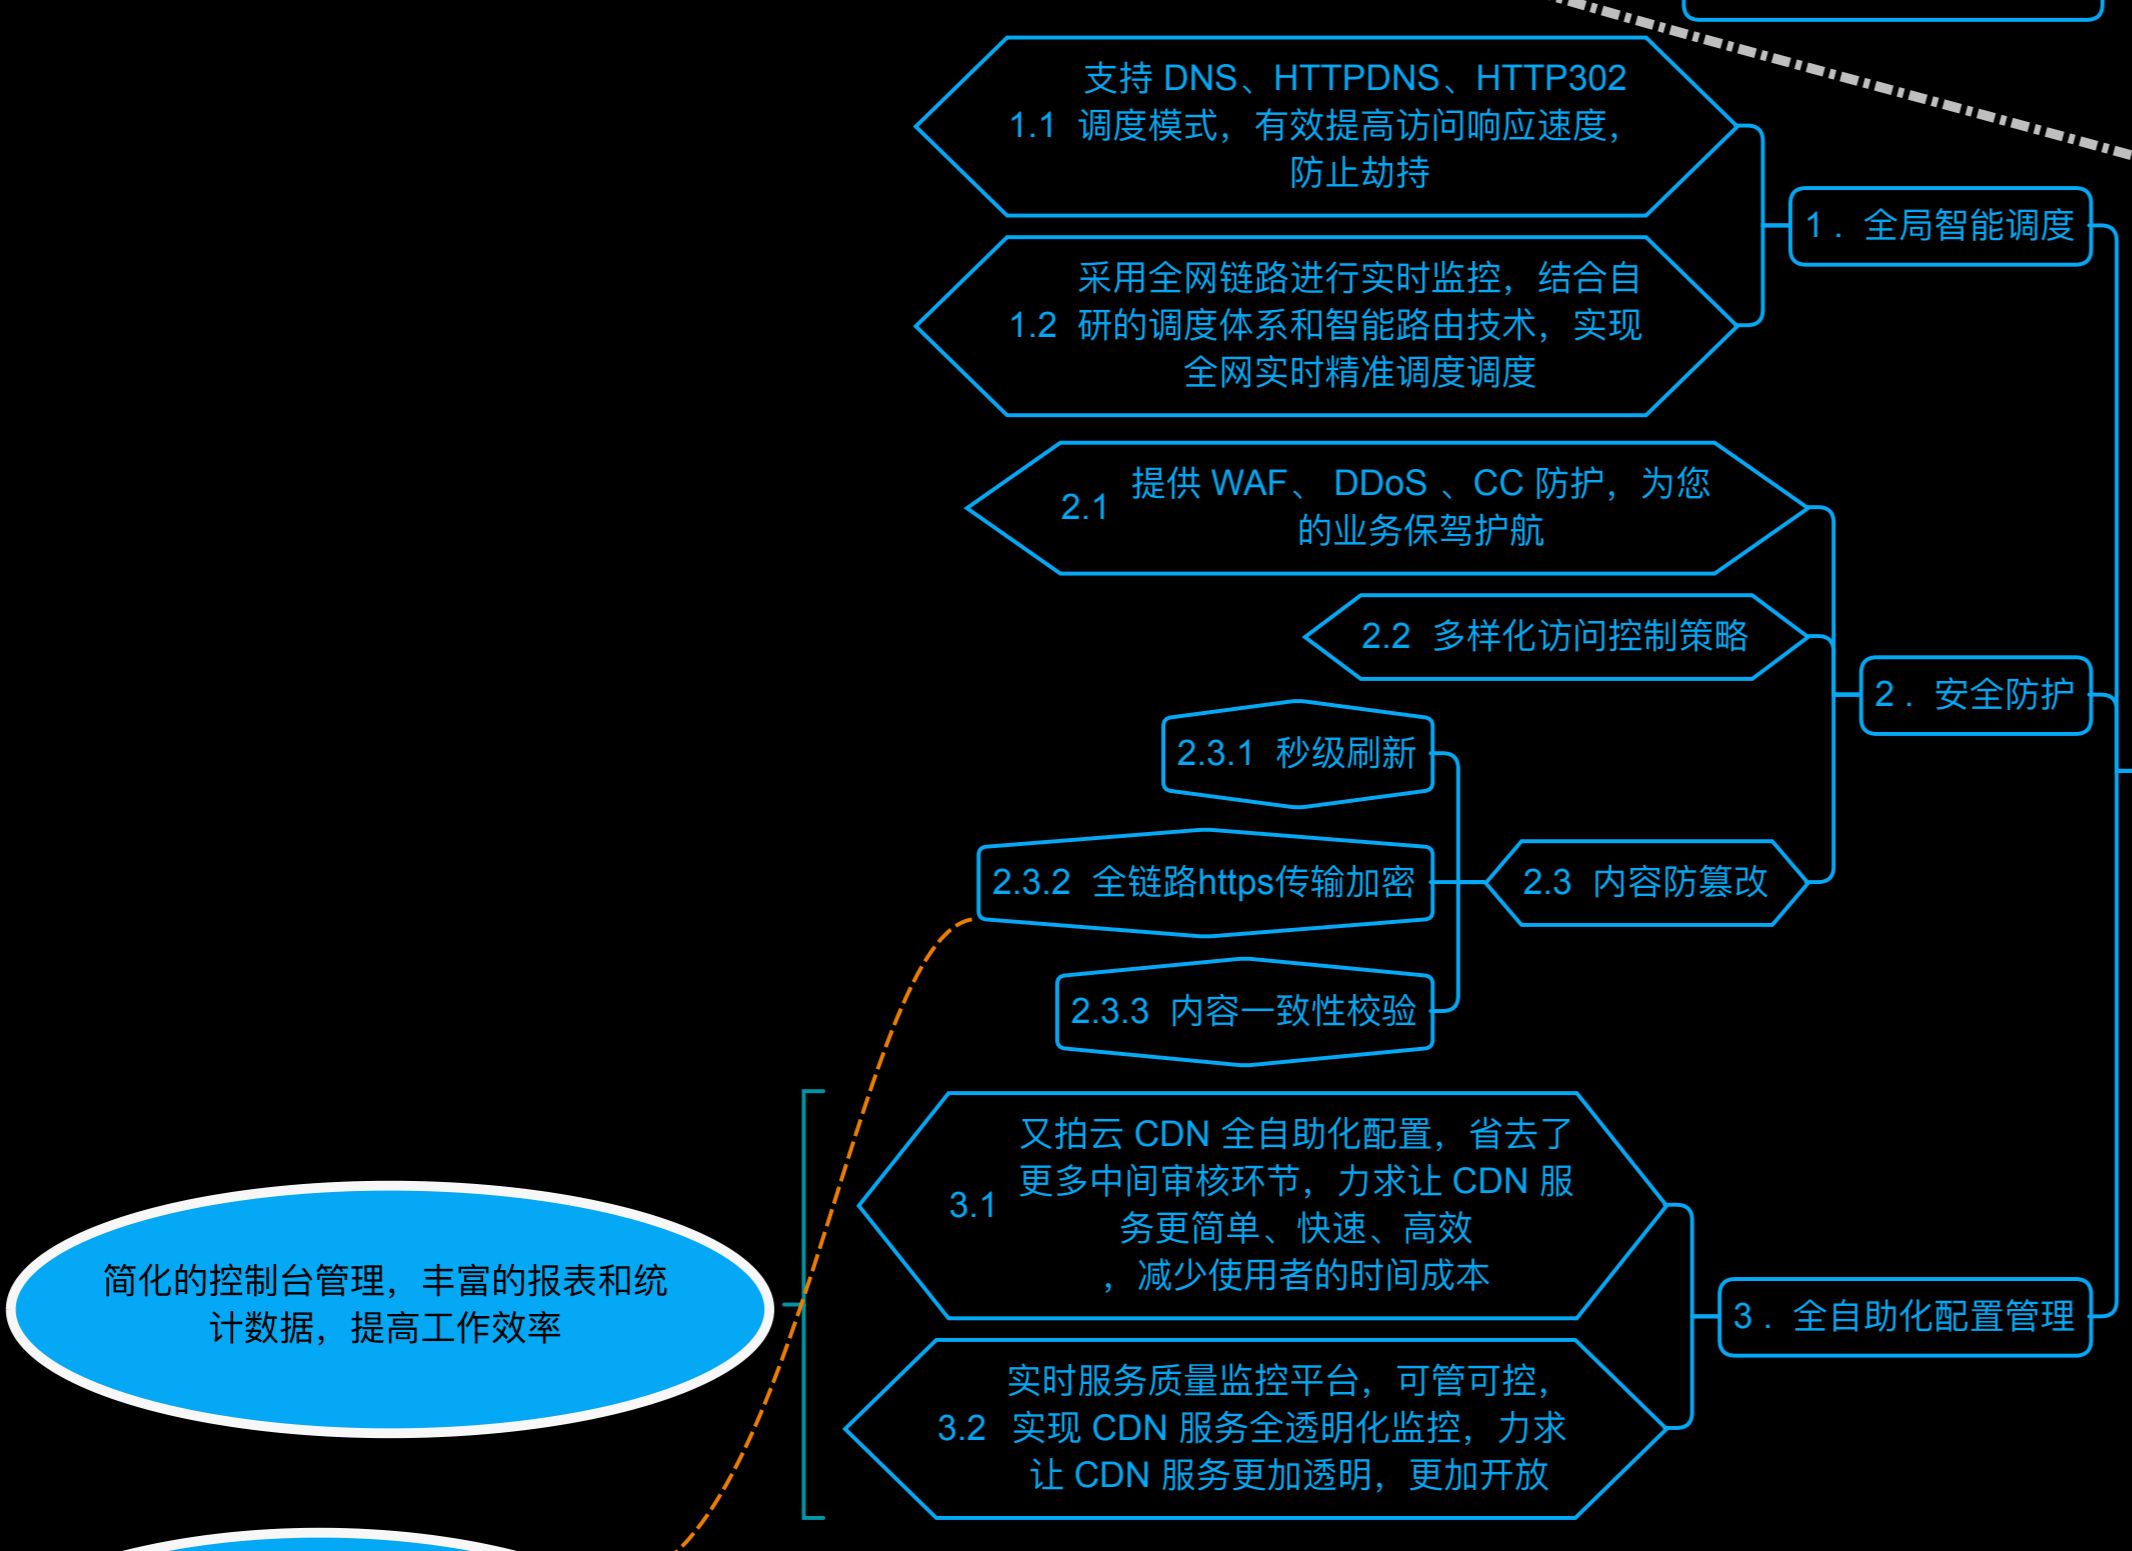 支持 DNS、HTTPDNS、HTTP302
1.1 调度模式，有效提高访问响应速度，
防止劫持
1． 全局智能调度
采用全网链路进行实时监控，结合自
1.2 研的调度体系和智能路由技术，实现
全网实时精准调度调度
提供 WAF、 DDoS 、CC 防护，为您
2.1
的业务保驾护航
2.2 多样化访问控制策略
2． 安全防护
2.3.1 秒级刷新
2.3.2 全链路https传输加密
2.3 内容防篡改
2.3.3 内容一致性校验
又拍云 CDN 全自助化配置，省去了
更多中间审核环节，力求让 CDN 服
3.1
务更简单、快速、高效
，减少使用者的时间成本
3． 全自助化配置管理
实时服务质量监控平台，可管可控，
3.2 实现 CDN 服务全透明化监控，力求
让 CDN 服务更加透明，更加开放
简化的控制台管理，丰富的报表和统
计数据，提高工作效率